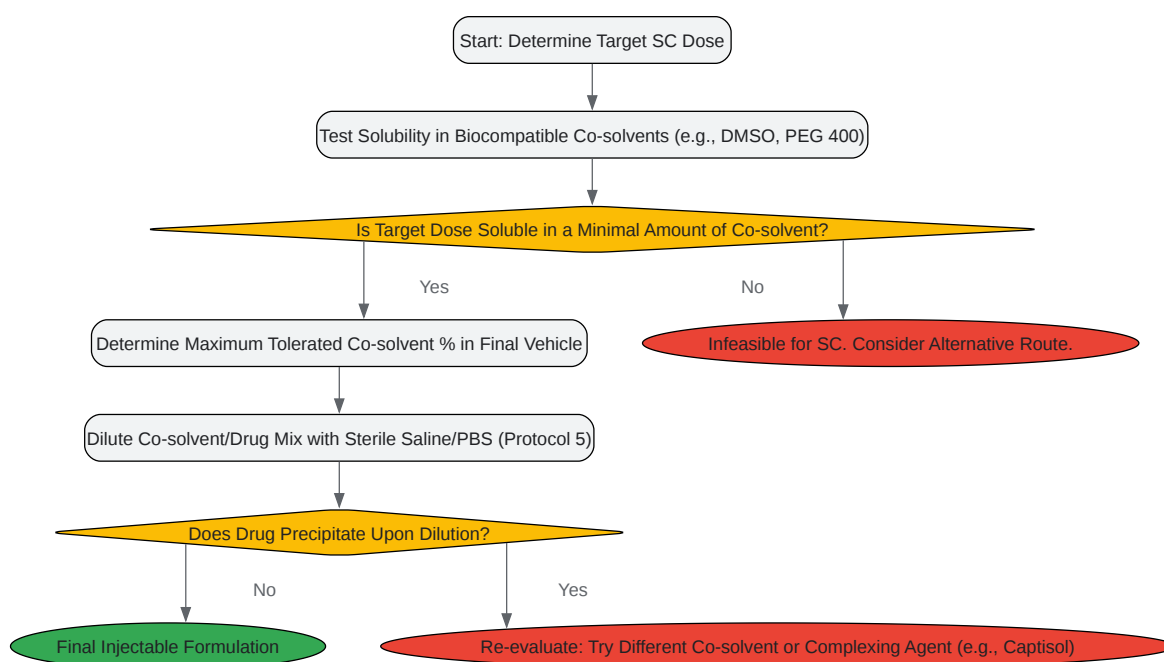 Start: Determine Target SC Dose
Test Solubility in Biocompatible Co-solvents (e.g., DMSO, PEG 400)
Is Target Dose Soluble in a Minimal Amount of Co-solvent?
Yes
No
Determine Maximum Tolerated Co-solvent % in Final Vehicle
Infeasible for SC. Consider Alternative Route.
Dilute Co-solvent/Drug Mix with Sterile Saline/PBS (Protocol 5)
Does Drug Precipitate Upon Dilution?
No
Yes
Final Injectable Formulation
Re-evaluate: Try Different Co-solvent or Complexing Agent (e.g., Captisol)